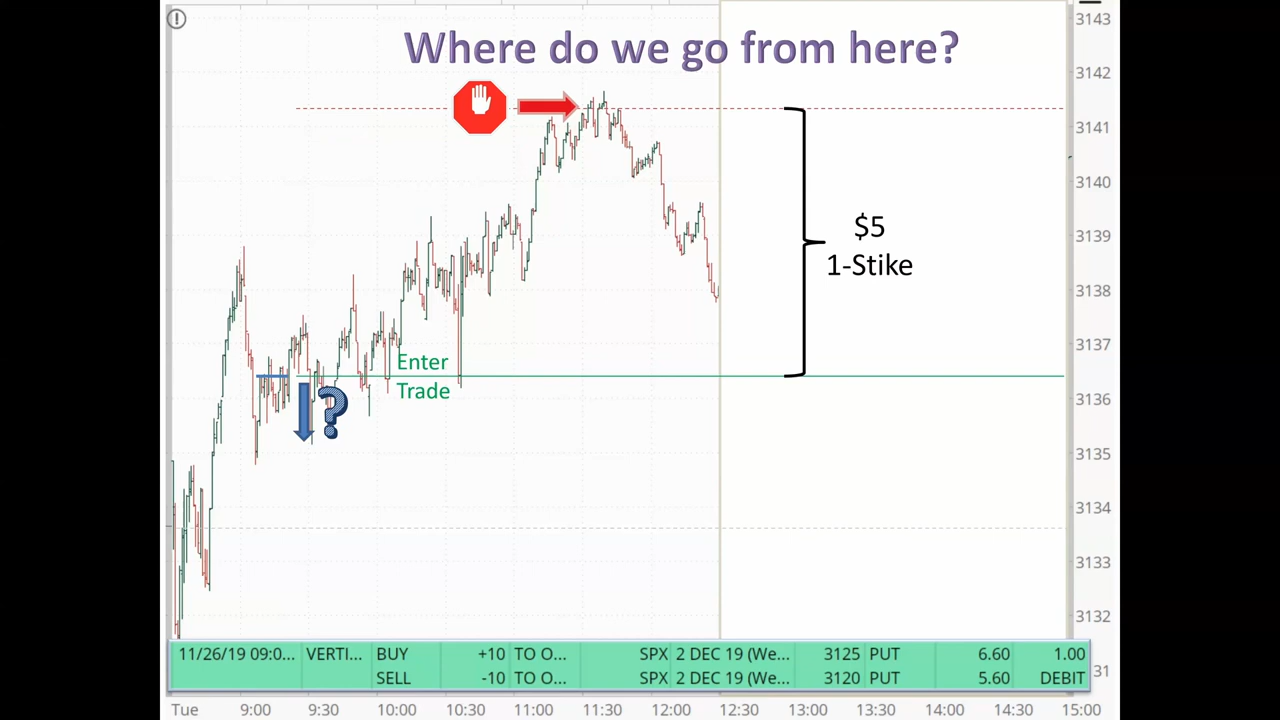 Where do we go from here?
3143
3142
3141
3140
3139
3138
3137
3136
3135
3134
3133
3132
31
$5
1-Stike
Enter
Trade
?
11/26/19 09:0... VERTI... BUY +10 TO O... SPX 2 DEC 19 (We... 3125 PUT 6.60 1.00
SELL -10 TO O... SPX 2 DEC 19 (We... 3120 PUT 5.60 DEBIT
Tue 9:00 9:30 10:00 10:30 11:00 11:30 12:00 12:30 13:00 13:30 14:00 14:30 15:00